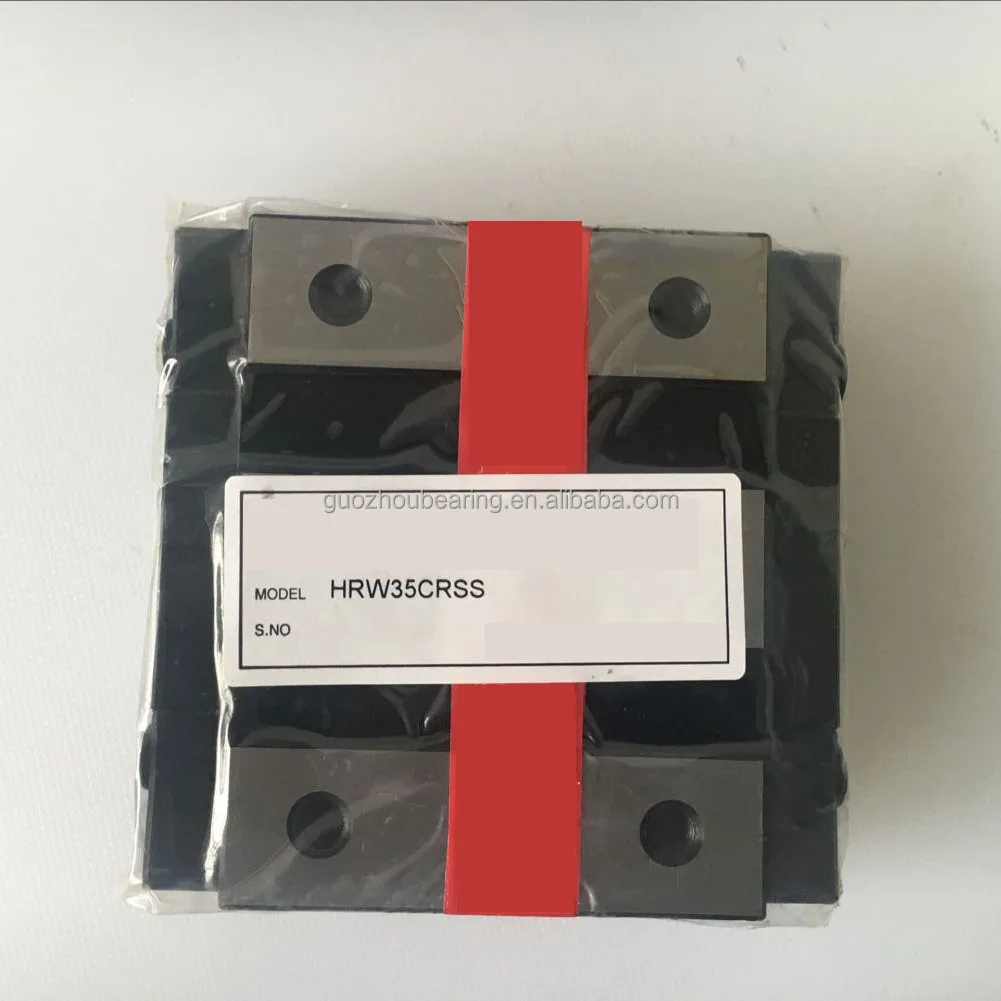 guozhoubearing.en.alibaba.com
MODEL HRW35CRSS
S.NO